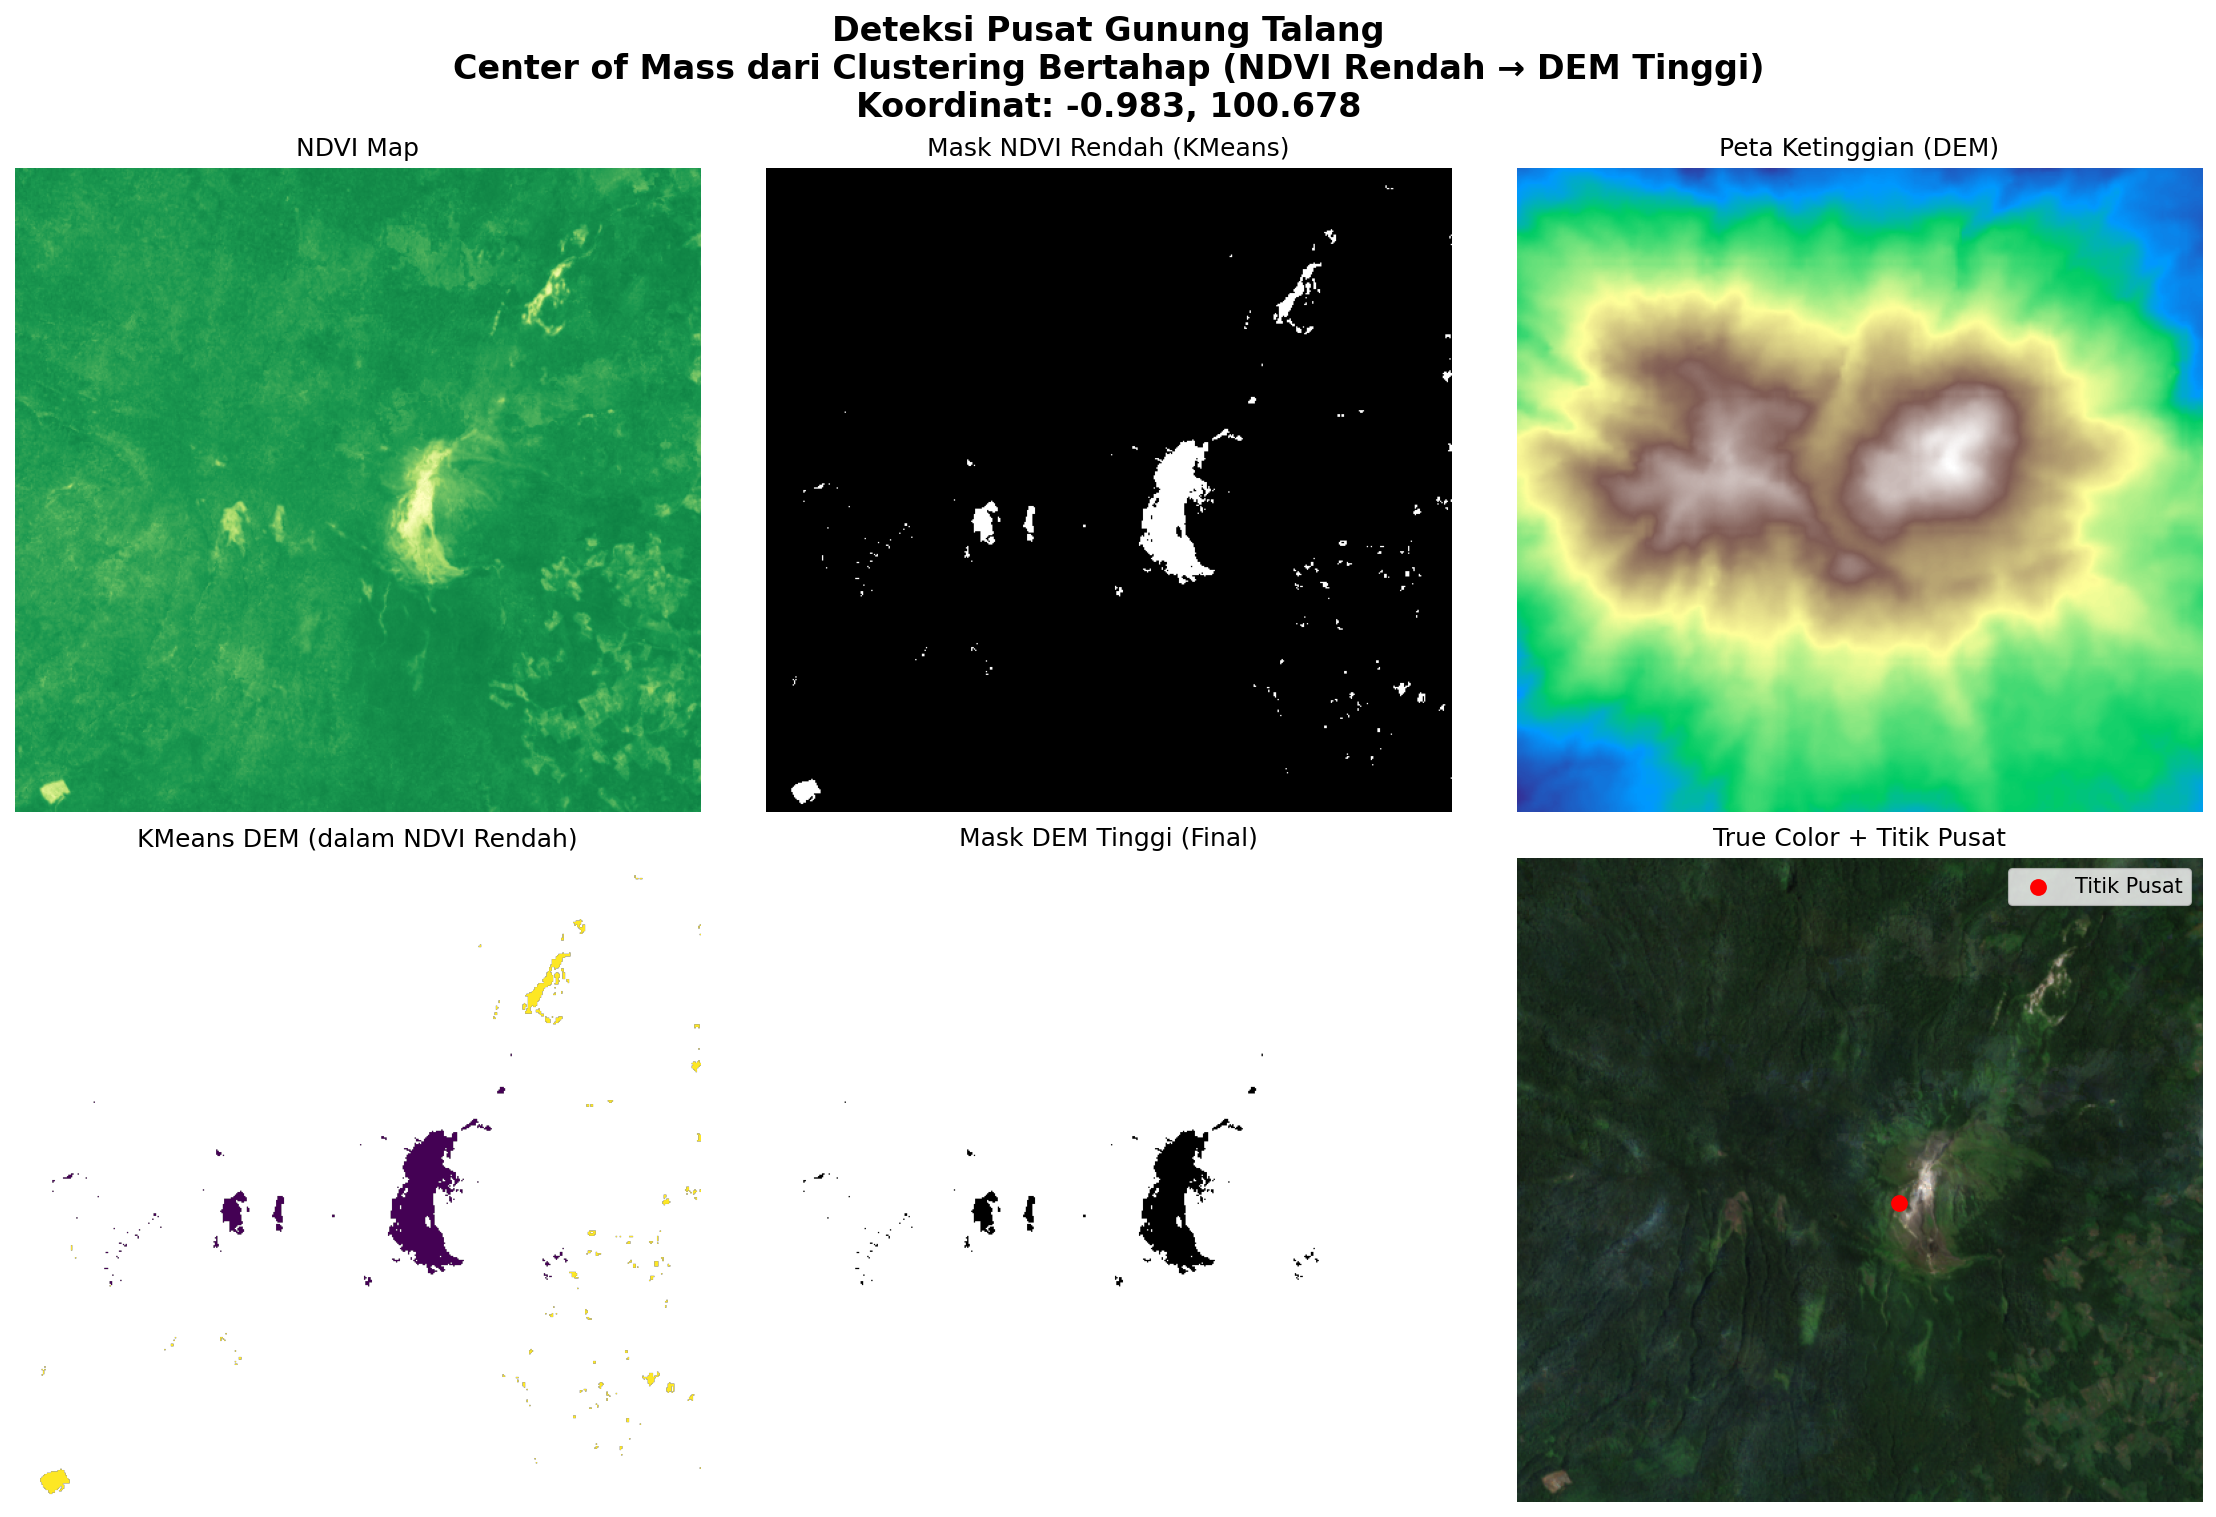 Deteksi Pusat Gunung Talang
Center of Mass dari Clustering Bertahap (NDVI Rendah → DEM Tinggi)
Koordinat: -0.983, 100.678
NDVI Map
Mask NDVI Rendah (KMeans)
Peta Ketinggian (DEM)
KMeans DEM (dalam NDVI Rendah)
Mask DEM Tinggi (Final)
True Color + Titik Pusat
Titik Pusat